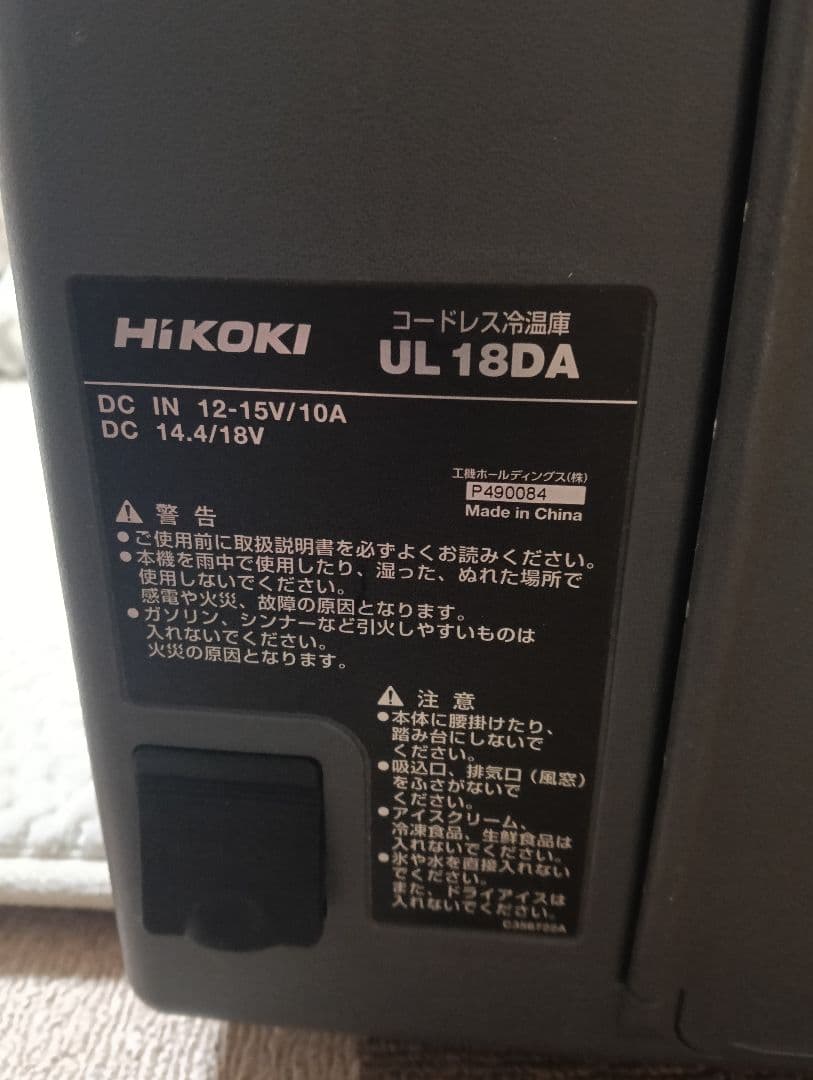 HiKOKI
コードレス冷温庫
UL 18DA
DC IN 12-15V/10A
DC 14.4/18V
工機ホールディングス(株)
P490084
Made in China
警告
●ご使用前に取扱説明書を必ずよくお読みください。
●本機を雨中で使用したり、湿った、ぬれた場所で
使用しないでください。
感電や火災、故障の原因となります。
●ガソリン、シンナーなど引火しやすいものは
入れないでください。
火災の原因となります。
注意
●本体に腰掛けたり、
踏み台にしないで
ください。
●吸込口、排気口(風窓)
をふさがないで
ください。
●アイスクリーム、
冷凍食品、生鮮食品は
入れないでください。
●氷や水を直接入れない
でください。
また、ドライアイスは
入れないでください。